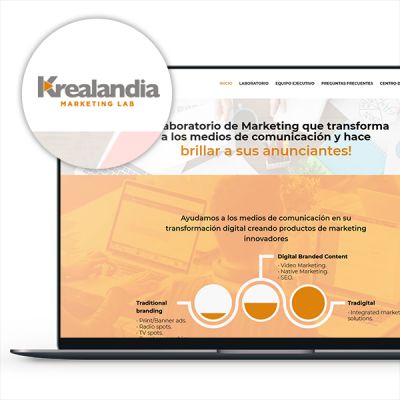 Krealandia
MARKETING LAB
INICIO LABORATORIO EQUIPO EJECUTIVO PREGUNTAS FRECUENTES CENTRO D
aboratorio de Marketing que transforma
a los medios de comunicación y hace
brillar a sus anunciantes!
Ayudamos a los medios de comunicación en su
transformación digital creando productos de marketing
innovadores
Digital Branded Content
- Video Marketing.
- Native Marketing.
- SEO.
Traditional
branding
- Print/Banner ads.
- Radio spots.
- TV spots.
Tradigital
- Integrated market
solutions.